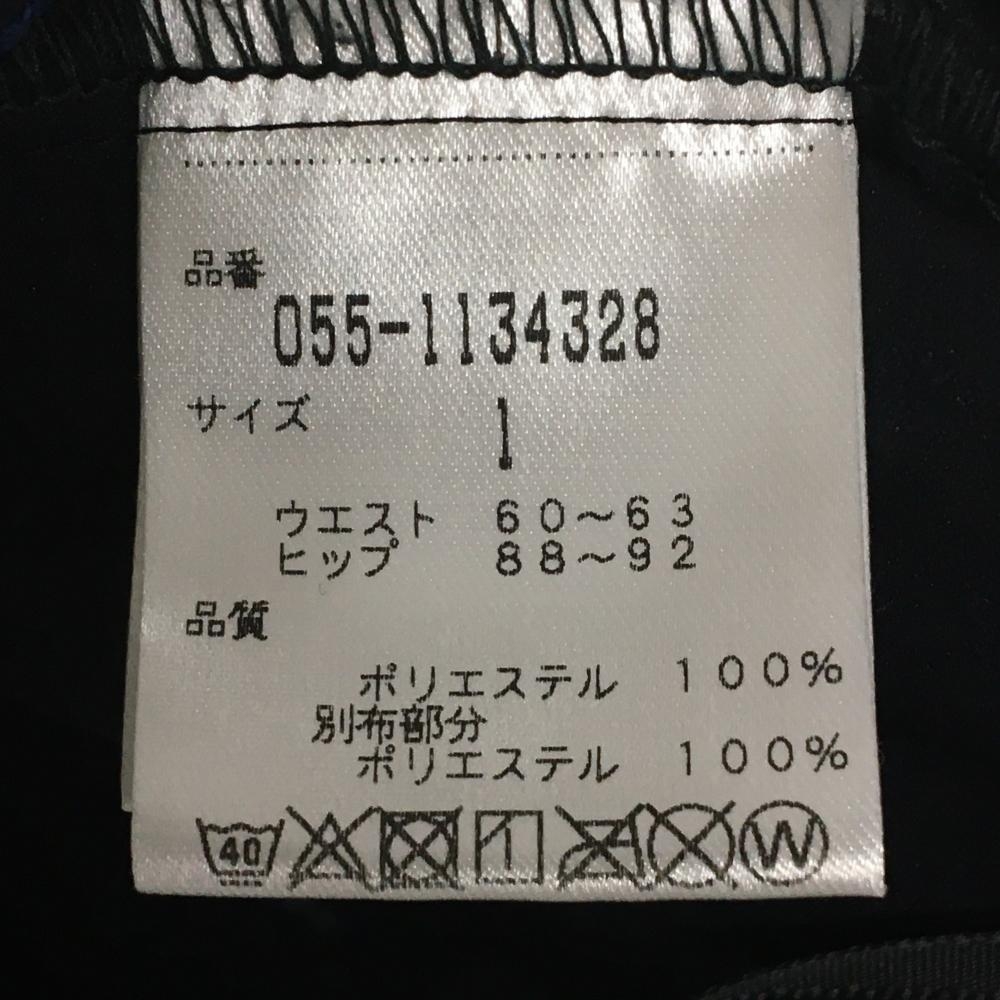 品番
055-1134328
サイズ 1
ウエスト 60～63
ヒップ 88～92
品質
ポリエステル 100%
別布部分
ポリエステル 100%
40 W